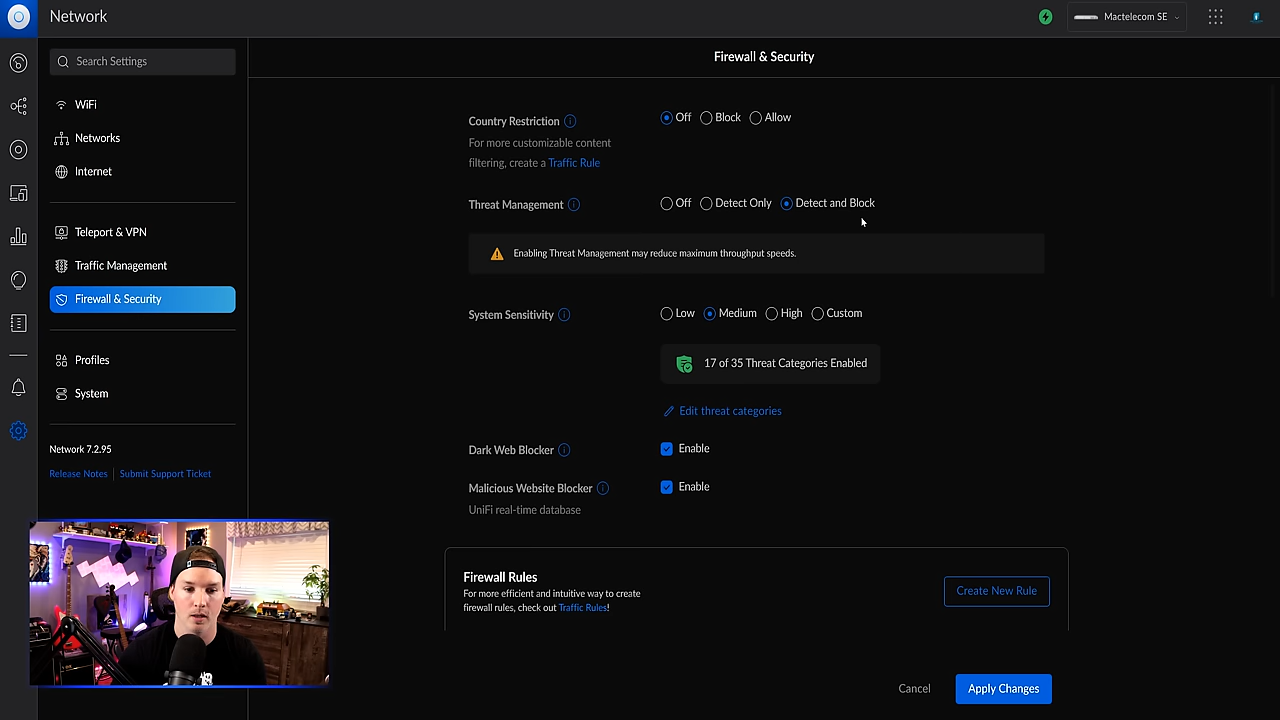 Network
Mactelecom SE
Search Settings
WiFi
Networks
Internet
Teleport & VPN
Traffic Management
Firewall & Security
Profiles
System
Network 7.2.95
Release Notes | Submit Support Ticket
Firewall & Security
Country Restriction
Off Block Allow
For more customizable content
filtering, create a Traffic Rule
Threat Management
Off Detect Only Detect and Block
Enabling Threat Management may reduce maximum throughput speeds.
System Sensitivity
Low Medium High Custom
17 of 35 Threat Categories Enabled
Edit threat categories
Dark Web Blocker
Enable
Malicious Website Blocker
Enable
UniFi real-time database
Firewall Rules
For more efficient and intuitive way to create
firewall rules, check out Traffic Rules!
Create New Rule
Cancel
Apply Changes